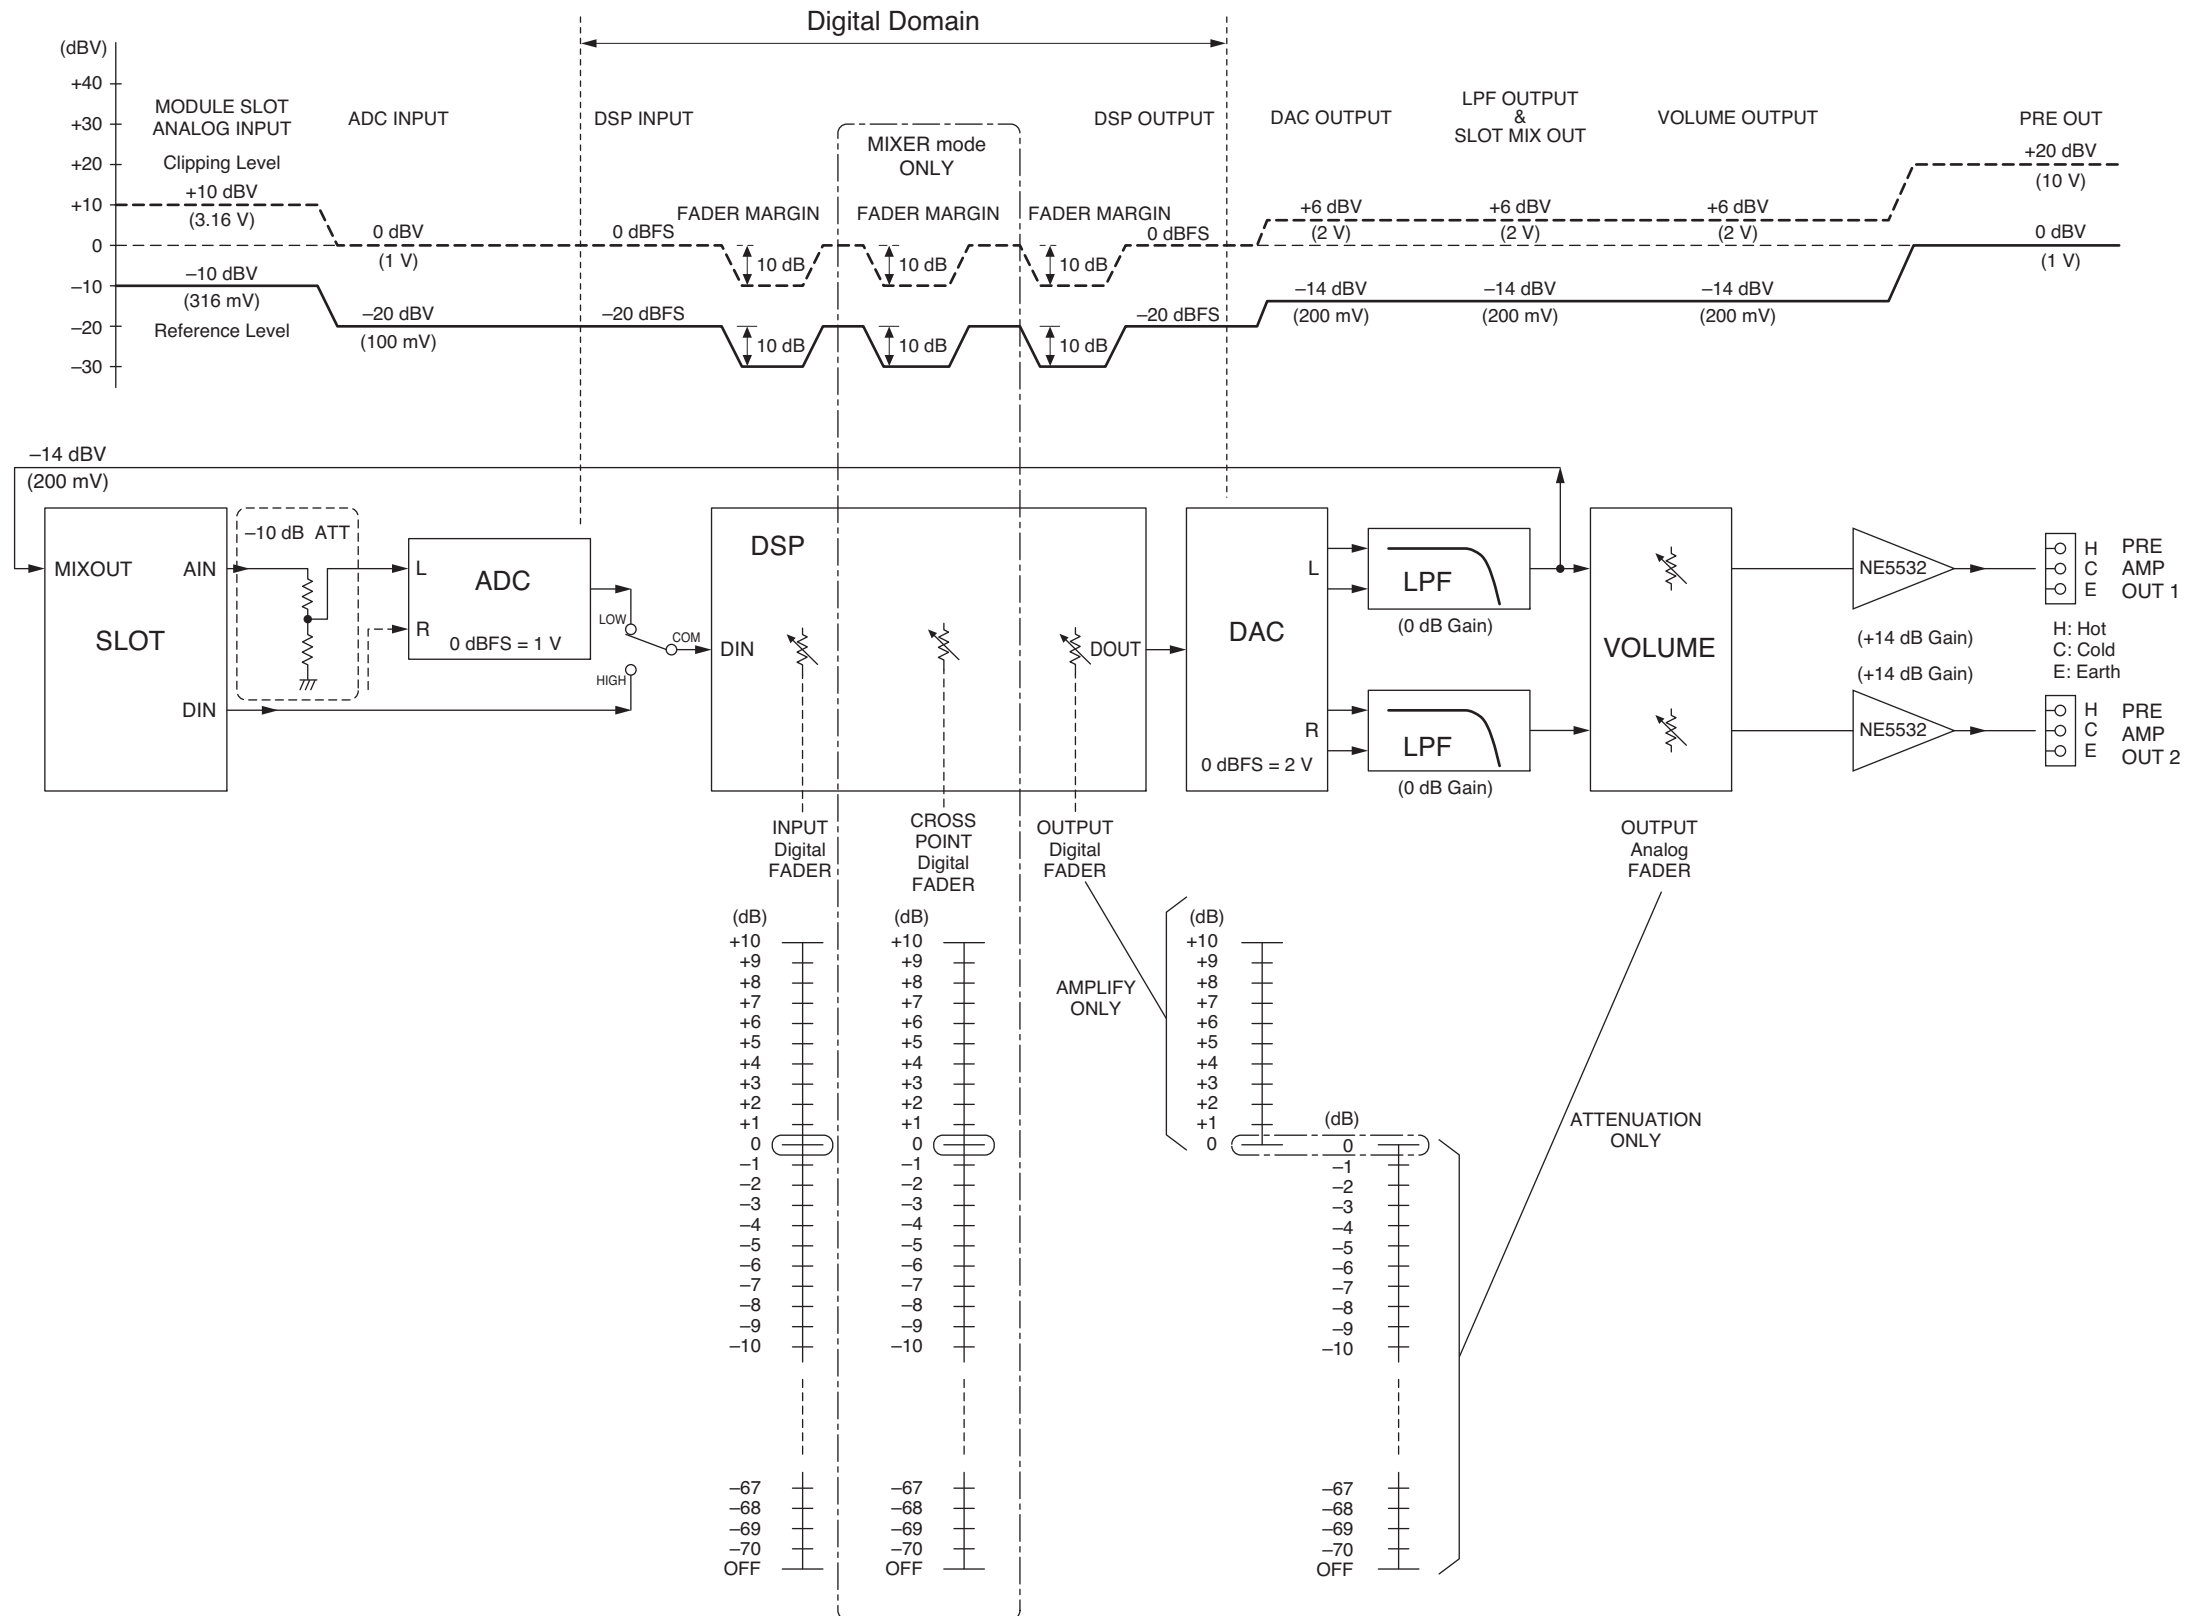 Digital Domain
(dBV)
+40
+30
+20
+10
0
–10
–20
–30
MODULE SLOT
ANALOG INPUT
Clipping Level
+10 dBV
(3.16 V)
–10 dBV
(316 mV)
Reference Level
ADC INPUT
0 dBV
(1 V)
–20 dBV
(100 mV)
DSP INPUT
0 dBFS
–20 dBFS
FADER MARGIN
10 dB
10 dB
MIXER mode
ONLY
FADER MARGIN
10 dB
10 dB
FADER MARGIN
10 dB
10 dB
DSP OUTPUT
0 dBFS
–20 dBFS
DAC OUTPUT
+6 dBV
(2 V)
–14 dBV
(200 mV)
LPF OUTPUT
&
SLOT MIX OUT
+6 dBV
(2 V)
–14 dBV
(200 mV)
VOLUME OUTPUT
+6 dBV
(2 V)
–14 dBV
(200 mV)
PRE OUT
+20 dBV
(10 V)
0 dBV
(1 V)
–14 dBV
(200 mV)
MIXOUT
AIN
SLOT
DIN
–10 dB ATT
L
ADC
R
0 dBFS = 1 V
LOW
COM
HIGH
DSP
DIN
DOUT
L
DAC
R
0 dBFS = 2 V
LPF
(0 dB Gain)
LPF
(0 dB Gain)
VOLUME
NE5532
(+14 dB Gain)
(+14 dB Gain)
NE5532
H
C
E
PRE
AMP
OUT 1
H: Hot
C: Cold
E: Earth
H
C
E
PRE
AMP
OUT 2
INPUT
Digital
FADER
CROSS
POINT
Digital
FADER
OUTPUT
Digital
FADER
OUTPUT
Analog
FADER
(dB)
+10
+9
+8
+7
+6
+5
+4
+3
+2
+1
0
–1
–2
–3
–4
–5
–6
–7
–8
–9
–10
–67
–68
–69
–70
OFF
(dB)
+10
+9
+8
+7
+6
+5
+4
+3
+2
+1
0
–1
–2
–3
–4
–5
–6
–7
–8
–9
–10
–67
–68
–69
–70
OFF
AMPLIFY
ONLY
(dB)
+10
+9
+8
+7
+6
+5
+4
+3
+2
+1
0
(dB)
0
–1
–2
–3
–4
–5
–6
–7
–8
–9
–10
–67
–68
–69
–70
OFF
ATTENUATION
ONLY